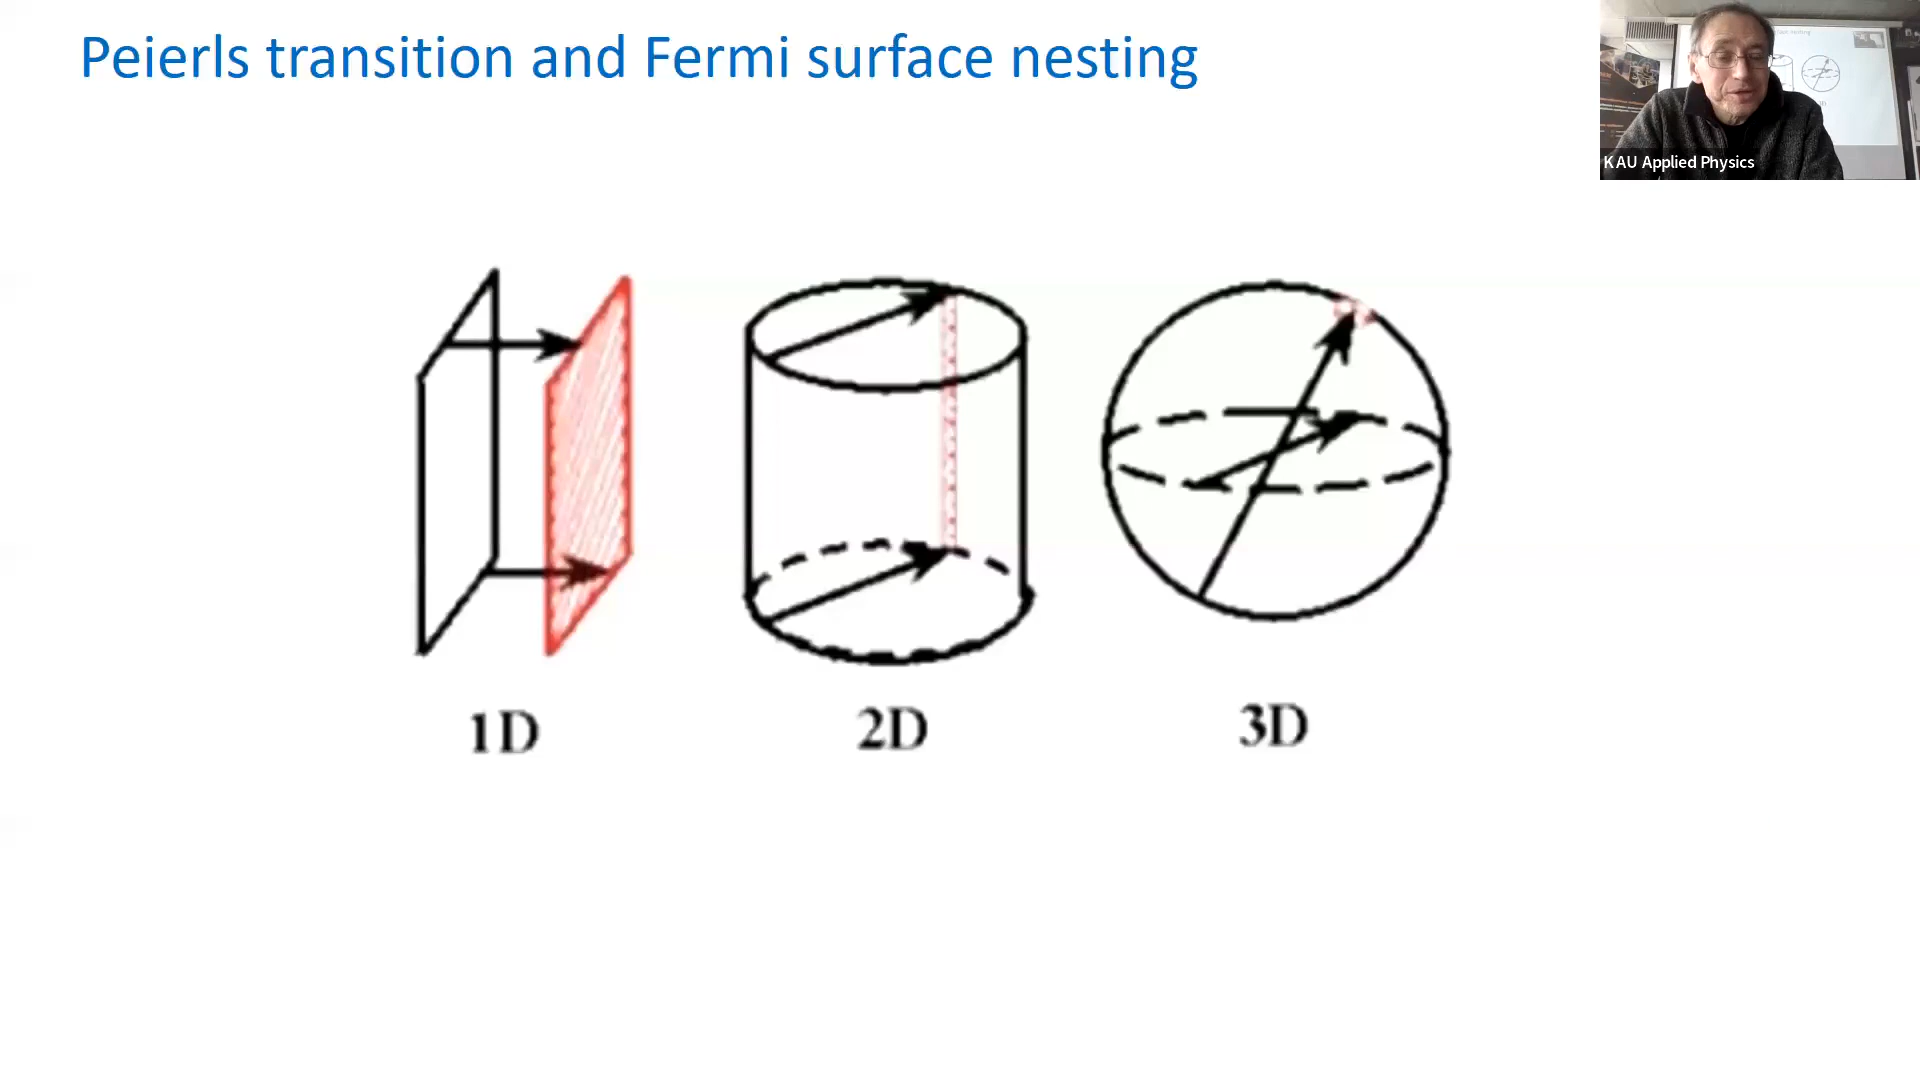 Peierls transition and Fermi surface nesting
KAU Applied Physics
1D
2D
3D